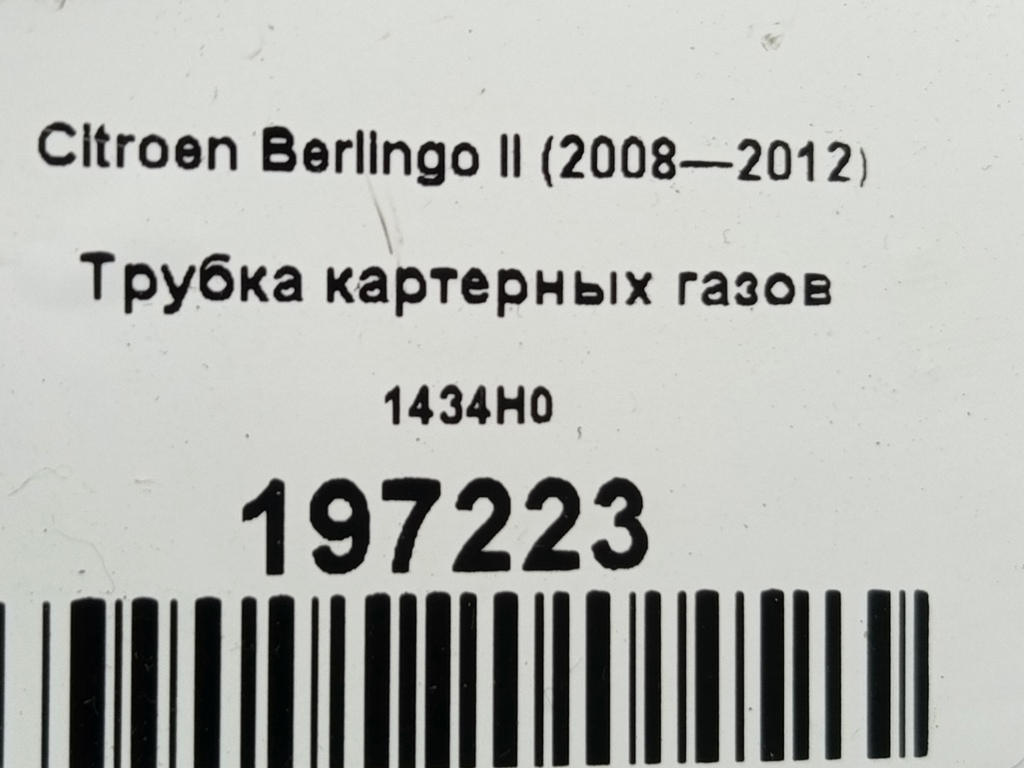 Citroen Berlingo II (2008—2012)
Трубка картерных газов
1434H0
197223